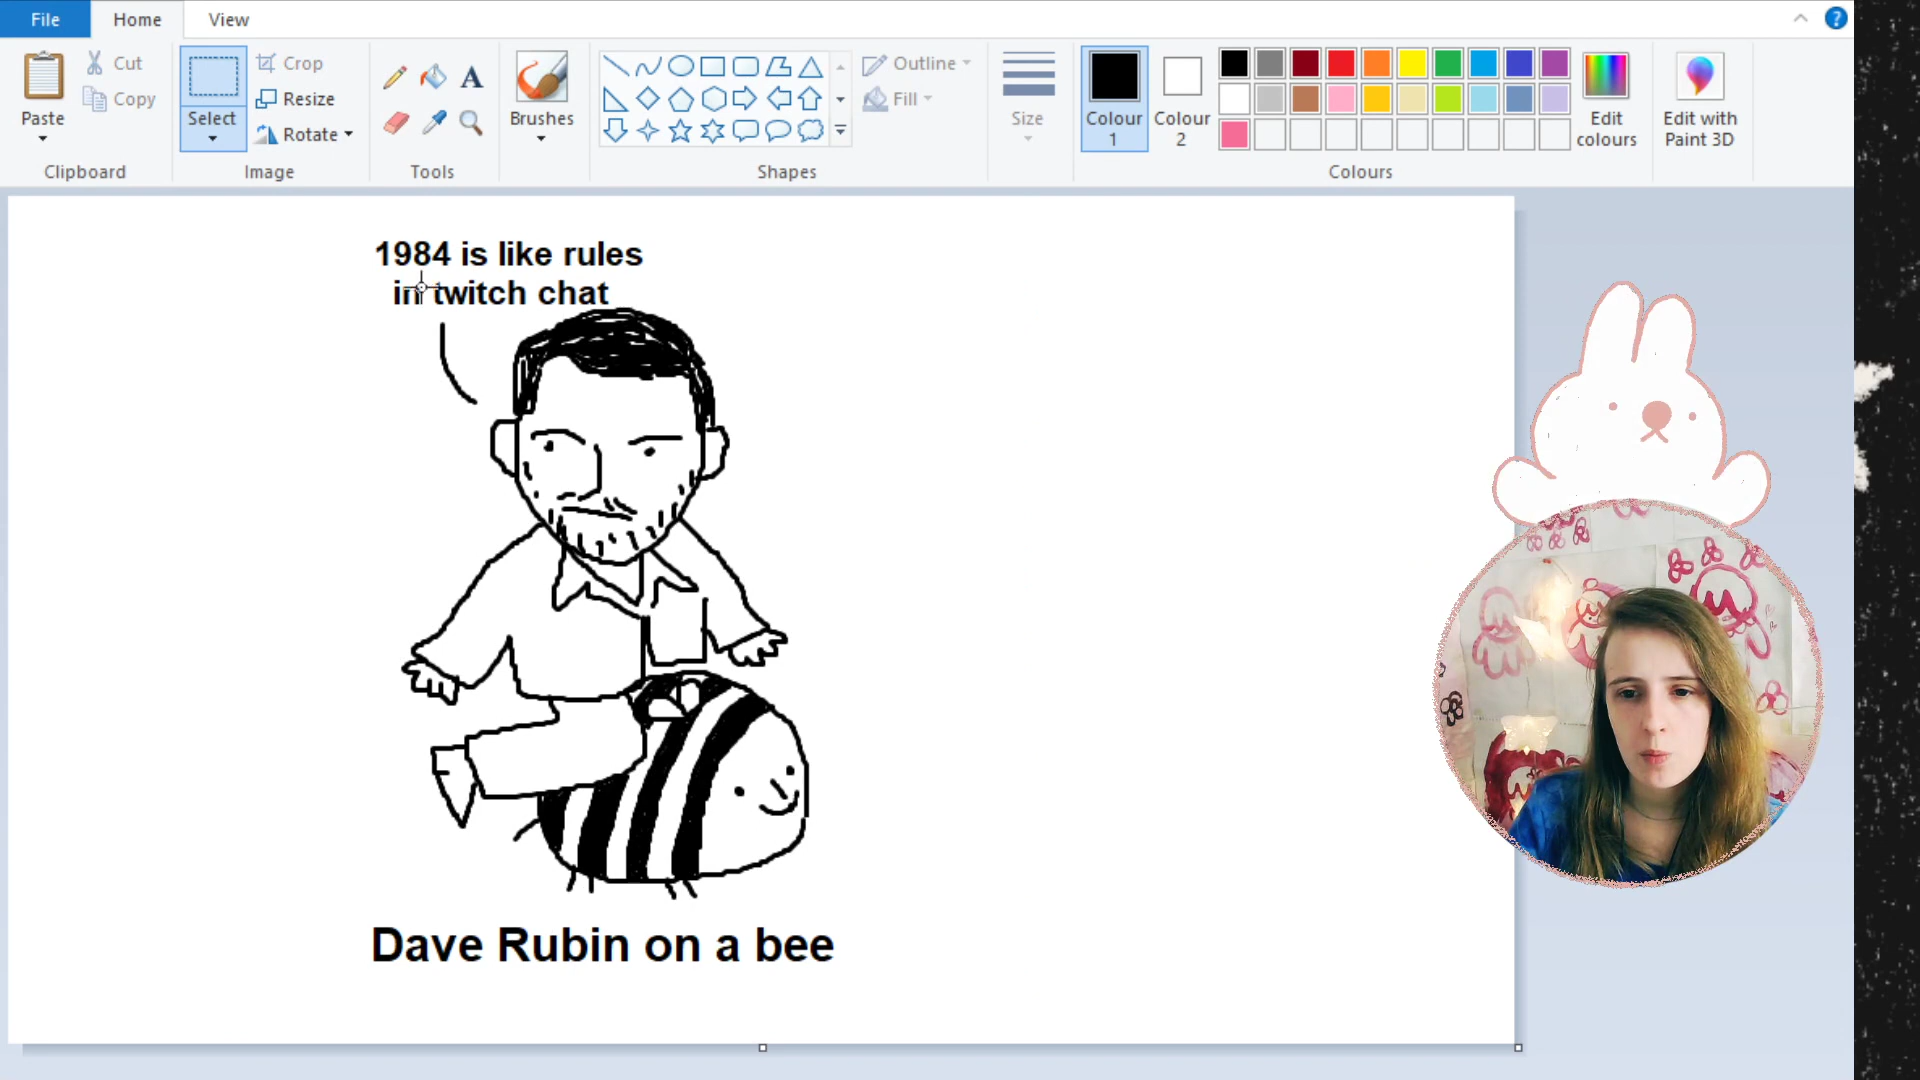 File Home View
Paste
Cut
Copy
Clipboard
Select
Crop
Resize
Rotate
Image
A
Tools
Brushes
Shapes
Outline
Fill
Size
Colour
1
Colour
2
Edit
colours
Colours
Edit with
Paint 3D
?
1984 is like rules
in twitch chat
Dave Rubin on a bee